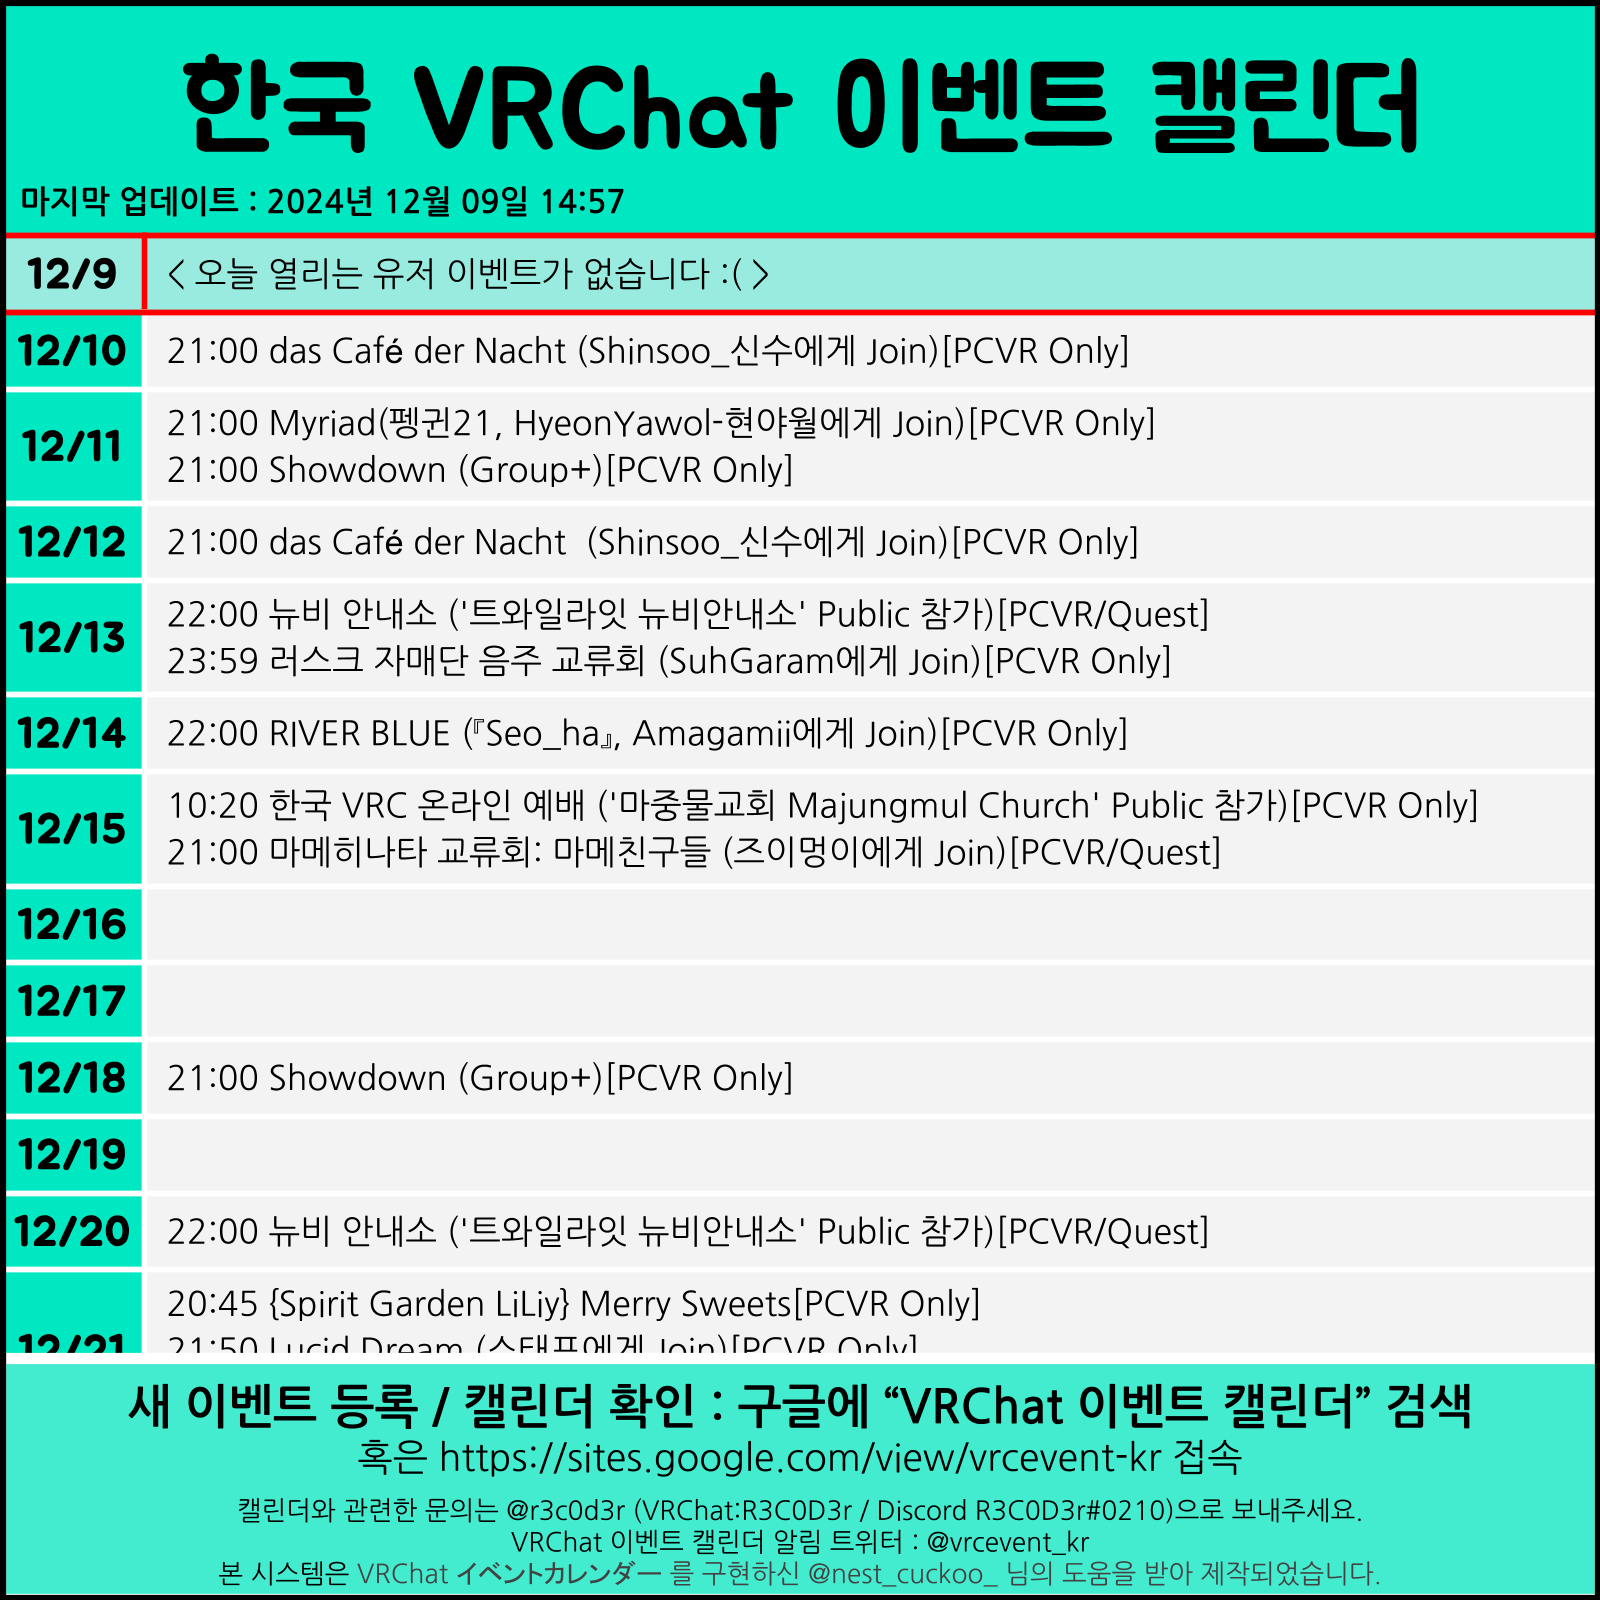 한국 VRChat 이벤트 캘린더
마지막 업데이트 : 2024년 12월 09일 14:57
12/9 < 오늘 열리는 유저 이벤트가 없습니다 :( >
12/10 21:00 das Café der Nacht (Shinsoo_신수에게 Join)[PCVR Only]
12/11 21:00 Myriad(펭귄21, HyeonYawol-현야월에게 Join)[PCVR Only]
21:00 Showdown (Group+)[PCVR Only]
12/12 21:00 das Café der Nacht  (Shinsoo_신수에게 Join)[PCVR Only]
12/13 22:00 뉴비 안내소 ('트와일라잇 뉴비안내소' Public 참가)[PCVR/Quest]
23:59 러스크 자매단 음주 교류회 (SuhGaram에게 Join)[PCVR Only]
12/14 22:00 RIVER BLUE (『Seo_ha』, Amagamii에게 Join)[PCVR Only]
12/15 10:20 한국 VRC 온라인 예배 ('마중물교회 Majungmul Church' Public 참가)[PCVR Only]
21:00 마메히나타 교류회: 마메친구들 (즈이멍이에게 Join)[PCVR/Quest]
12/16
12/17
12/18 21:00 Showdown (Group+)[PCVR Only]
12/19
12/20 22:00 뉴비 안내소 ('트와일라잇 뉴비안내소' Public 참가)[PCVR/Quest]
20:45 {Spirit Garden LiLiy} Merry Sweets[PCVR Only]
12/21 21:50 Lucid Dream (스태프에게 Join)[PCVR Only]
새 이벤트 등록 / 캘린더 확인 : 구글에 “VRChat 이벤트 캘린더” 검색
혹은 https://sites.google.com/view/vrcevent-kr 접속
캘린더와 관련한 문의는 @r3c0d3r (VRChat:R3C0D3r / Discord R3C0D3r#0210)으로 보내주세요.
VRChat 이벤트 캘린더 알림 트위터 : @vrcevent_kr
본 시스템은 VRChat イベントカレンダー 를 구현하신 @nest_cuckoo_ 님의 도움을 받아 제작되었습니다.